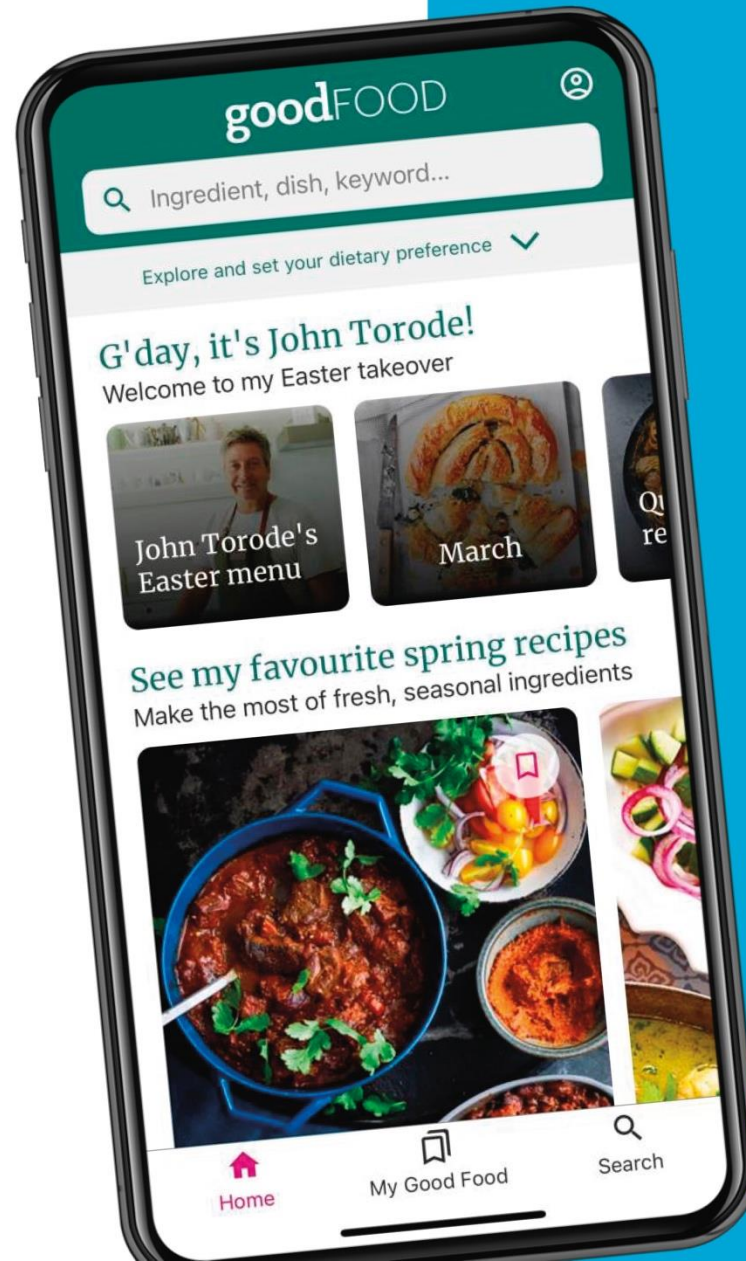 goodFOOD
Ingredient, dish, keyword...
Explore and set your dietary preference
G'day, it's John Torode!
Welcome to my Easter takeover
John Torode's
Easter menu
March
See my favourite spring recipes
Make the most of fresh, seasonal ingredients
Home
My Good Food
Search